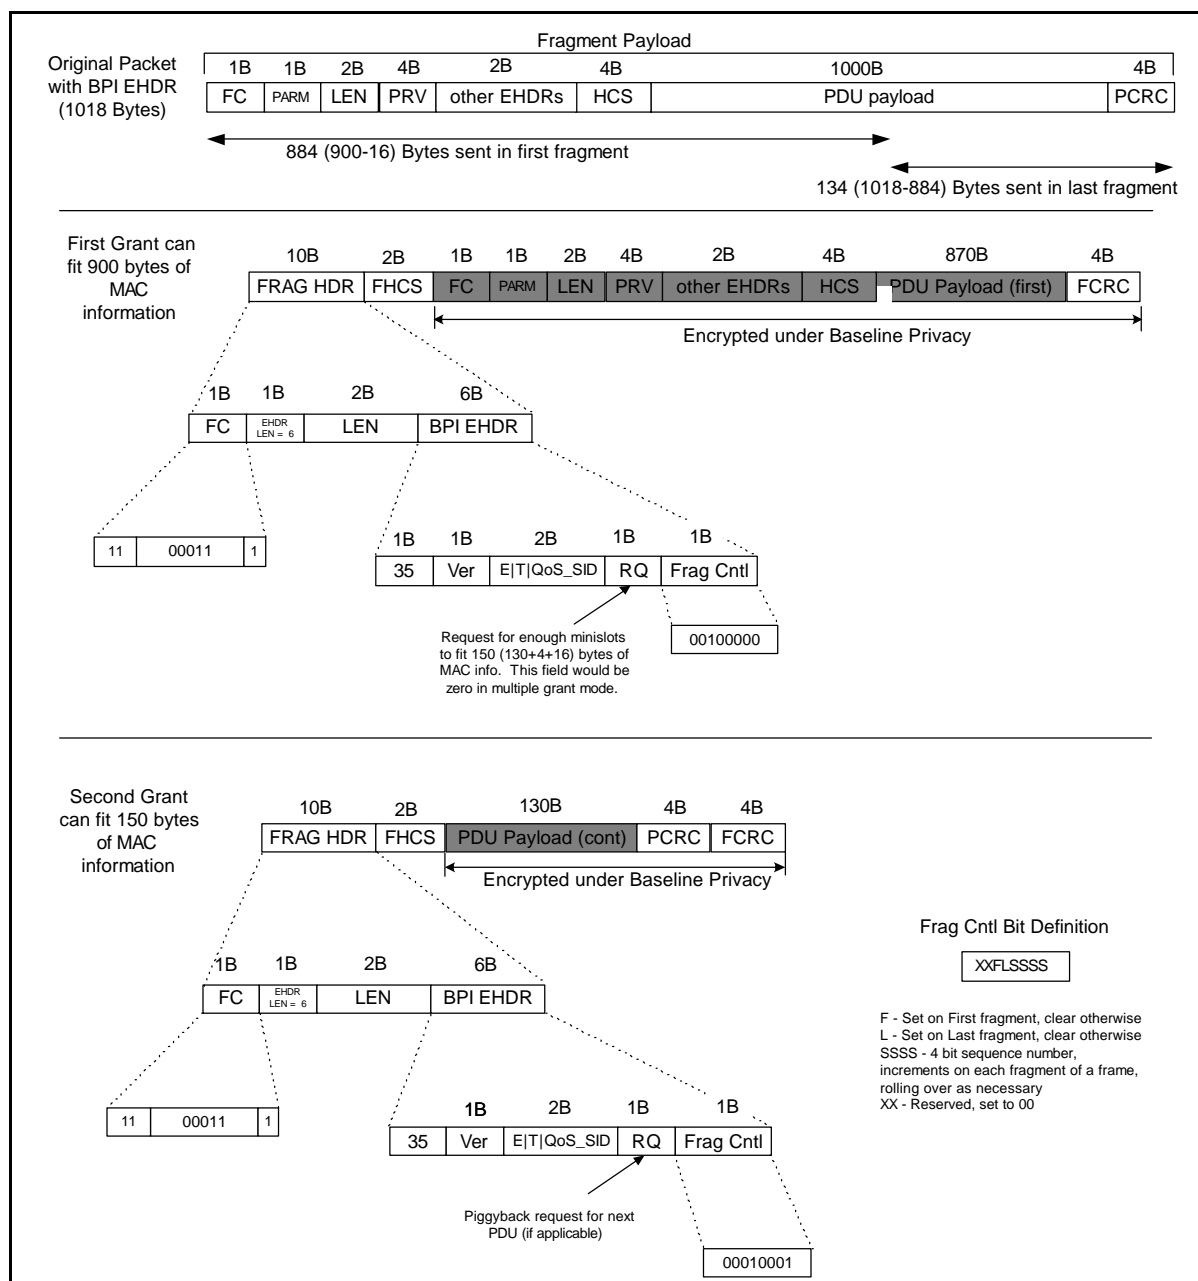 Fragment Payload
Original Packet
with BPI EHDR
(1018 Bytes)
1B 1B 2B 4B 2B 4B 1000B 4B
FC PARM LEN PRV other EHDRs HCS PDU payload PCRC
884 (900-16) Bytes sent in first fragment
134 (1018-884) Bytes sent in last fragment
First Grant can
fit 900 bytes of
MAC
information
10B 2B 1B 1B 2B 4B 2B 4B 870B 4B
FRAG HDR FHCS FC PARM LEN PRV other EHDRs HCS PDU Payload (first) FCRC
Encrypted under Baseline Privacy
1B 1B 2B 6B
FC EHDR LEN = 6 LEN BPI EHDR
1B 1B 2B 1B 1B
11 00011 1
35 Ver E|T|QoS_SID RQ Frag Cntl
00100000
Request for enough minislots
to fit 150 (130+4+16) bytes of
MAC info. This field would be
zero in multiple grant mode.
Second Grant
can fit 150 bytes
of MAC
information
10B 2B 130B 4B 4B
FRAG HDR FHCS PDU Payload (cont) PCRC FCRC
Encrypted under Baseline Privacy
1B 1B 2B 6B
FC EHDR LEN = 6 LEN BPI EHDR
11 00011 1
1B 2B 1B 1B
35 Ver E|T|QoS_SID RQ Frag Cntl
Piggyback request for next
PDU (if applicable)
00010001
Frag Cntl Bit Definition
XXFLSSSS
F - Set on First fragment, clear otherwise
L - Set on Last fragment, clear otherwise
SSSS - 4 bit sequence number,
increments on each fragment of a frame,
rolling over as necessary
XX - Reserved, set to 00